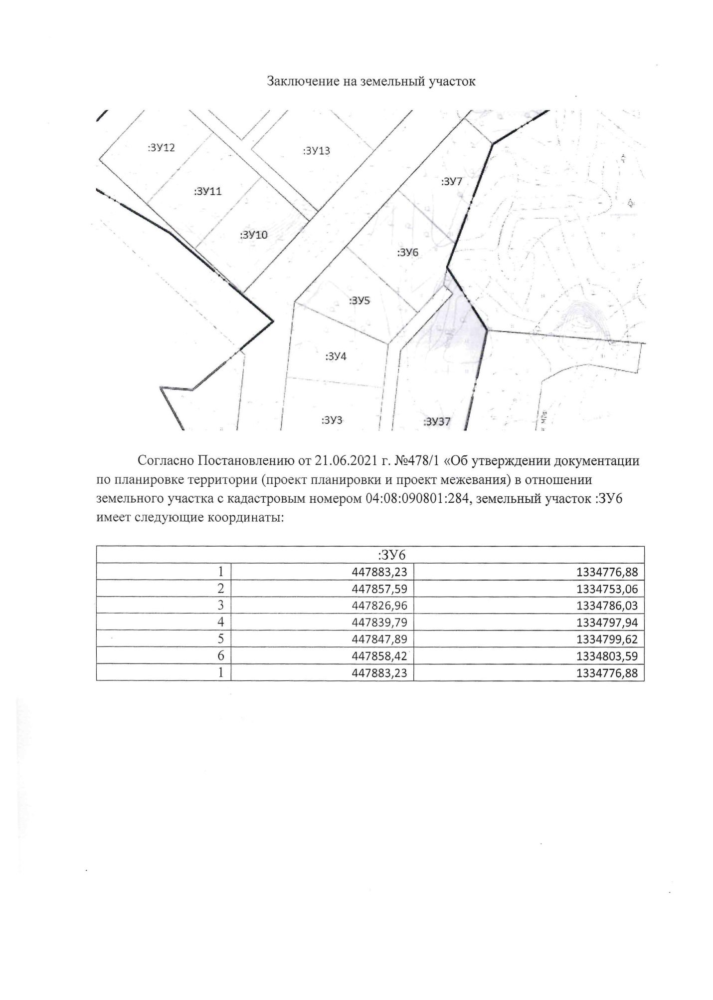 Заключение на земельный участок
:ЗУ12
:ЗУ13
:ЗУ11
:ЗУ7
:ЗУ10
:ЗУ6
:ЗУ5
:ЗУ4
:ЗУ3
:ЗУ37
Согласно Постановлению от 21.06.2021 г. №478/1 «Об утверждении документации
по планировке территории (проект планировки и проект межевания) в отношении
земельного участка с кадастровым номером 04:08:090801:284, земельный участок :ЗУ6
имеет следующие координаты:
:ЗУ6
1 447883,23 1334776,88
2 447857,59 1334753,06
3 447826,96 1334786,03
4 447839,79 1334797,94
5 447847,89 1334799,62
6 447858,42 1334803,59
1 447883,23 1334776,88